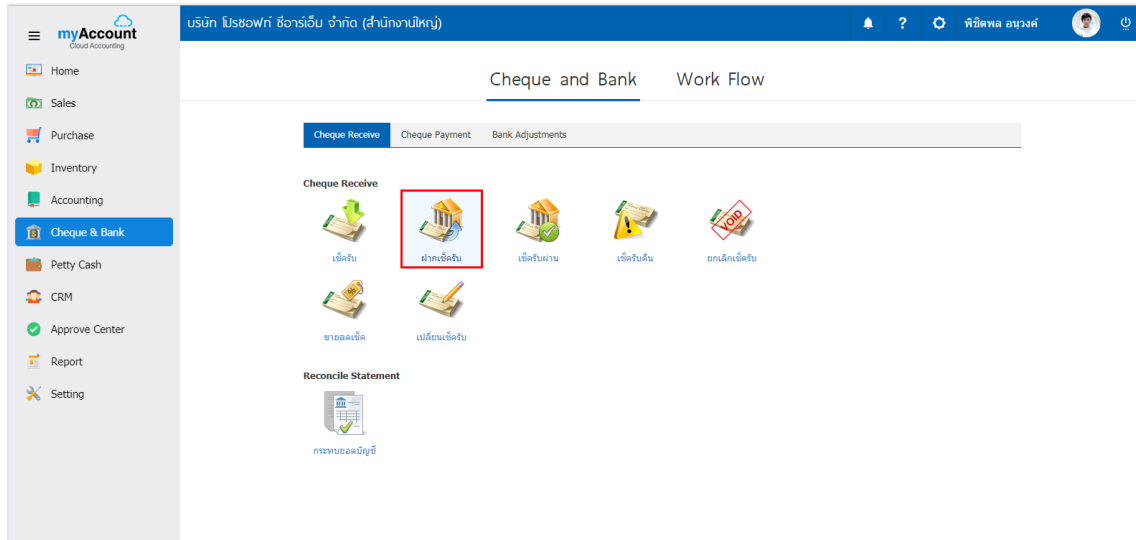 บริษัท โปรซอฟท์ ซีอาร์เอ็ม จำกัด (สำนักงานใหญ่)
พิชิตพล อนุวงค์
myAccount
Cloud Accounting
Home
Sales
Purchase
Inventory
Accounting
Cheque & Bank
Petty Cash
CRM
Approve Center
Report
Setting
Cheque and Bank Work Flow
Cheque Receive Cheque Payment Bank Adjustments
Cheque Receive
เช็ครับ ฝากเช็ครับ เช็ครับผ่าน เช็ครับคืน ยกเลิกเช็ครับ
VOID
ขายลดเช็ค เปลี่ยนเช็ครับ
Reconcile Statement
กระทบยอดบัญชี